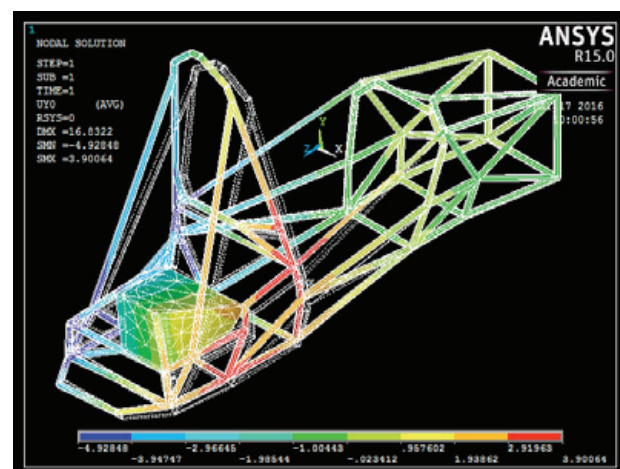 1
NODAL SOLUTION
STEP=1
SUB =1
TIME=1
UY0 (AVG)
RSYS=0
DMX =16.8322
SMN =-4.92848
SMX =3.90064
ANSYS
R15.0
Academic
17 2016
:00:56
Y
Z X
-4.92848 -2.96645 -1.00443 .957602 2.91963
-3.94747 -1.98544 -.023412 1.93862 3.90064